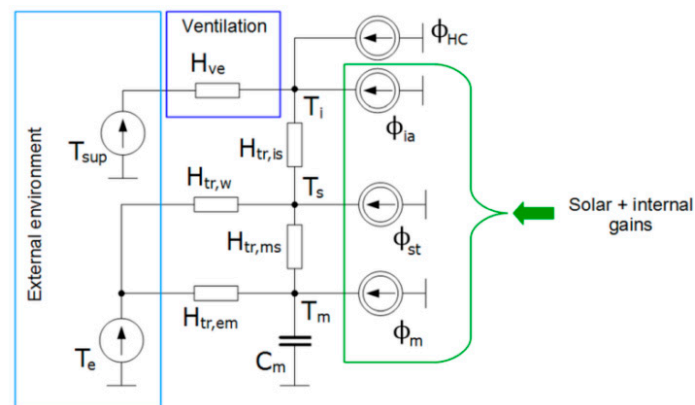 Ventilation
ϕHC
Hve
Ti
ϕia
Tsup
Htr,is
External environment
Htr,w
Ts
Solar + internal
gains
ϕst
Htr,ms
Htr,em
Tm
ϕm
Te
Cm